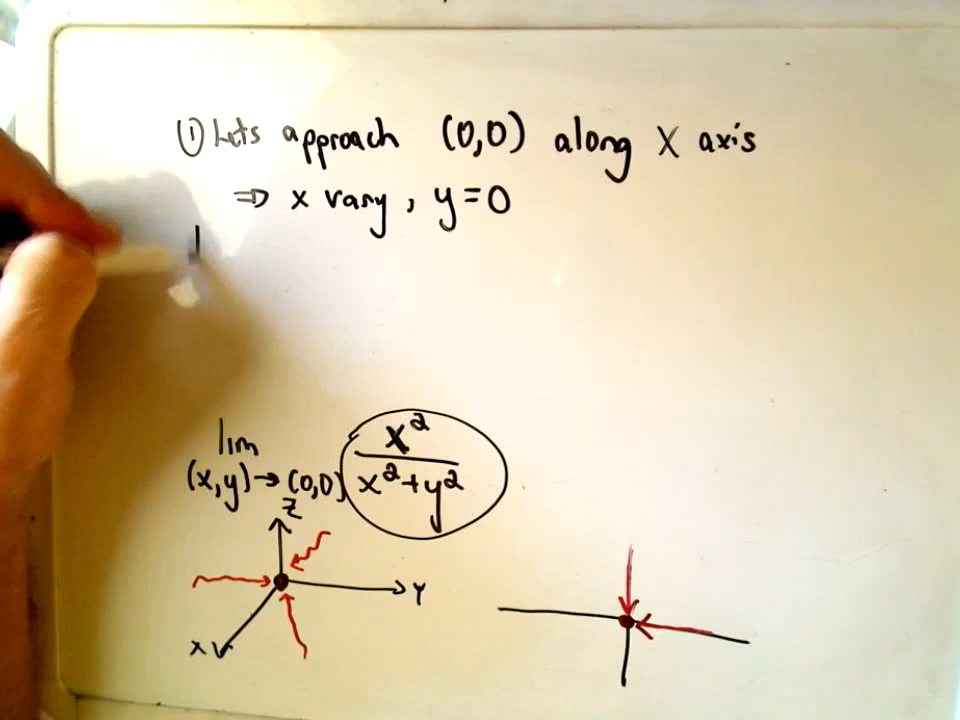 ① Lets approach (0,0) along X axis
⇒ x vary, y=0
l
lim
(x,y)→(0,0)
x²
x²+y²
Z
Y
X